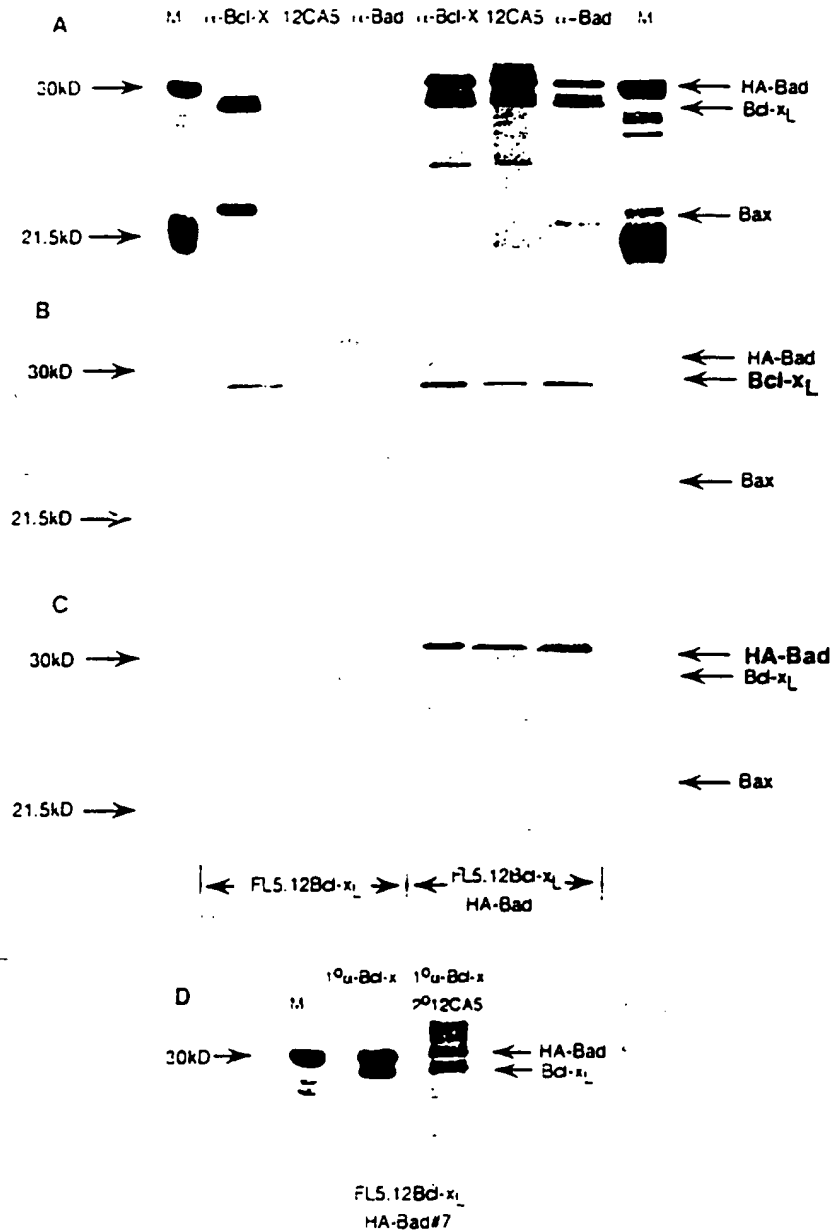 A
M α-Bcl-X 12CA5 α-Bad α-Bcl-X 12CA5 α-Bad M
30kD
HA-Bad
Bcl-xL
Bax
21.5kD
B
HA-Bad
30kD
Bcl-xL
Bax
21.5kD
C
HA-Bad
30kD
Bcl-xL
Bax
21.5kD
FL5.12Bcl-xL FL5.12Bcl-xL
HA-Bad
1°α-Bcl-x 1°α-Bcl-x
D M 2°12CA5
30kD HA-Bad
Bcl-xL
FL5.12Bcl-xL
HA-Bad#7